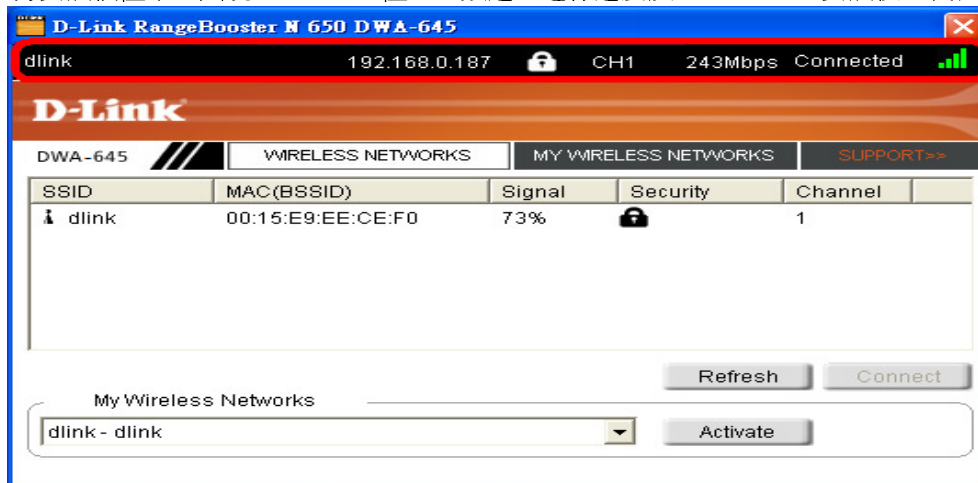 D-Link RangeBooster N 650 DWA-645
dlink 192.168.0.187 CH1 243Mbps Connected
D-Link
DWA-645 WIRELESS NETWORKS MY WIRELESS NETWORKS SUPPORT>>
SSID MAC(BSSID) Signal Security Channel
dlink 00:15:E9:EE:CE:F0 73% 1
Refresh Connect
My Wireless Networks
dlink - dlink Activate